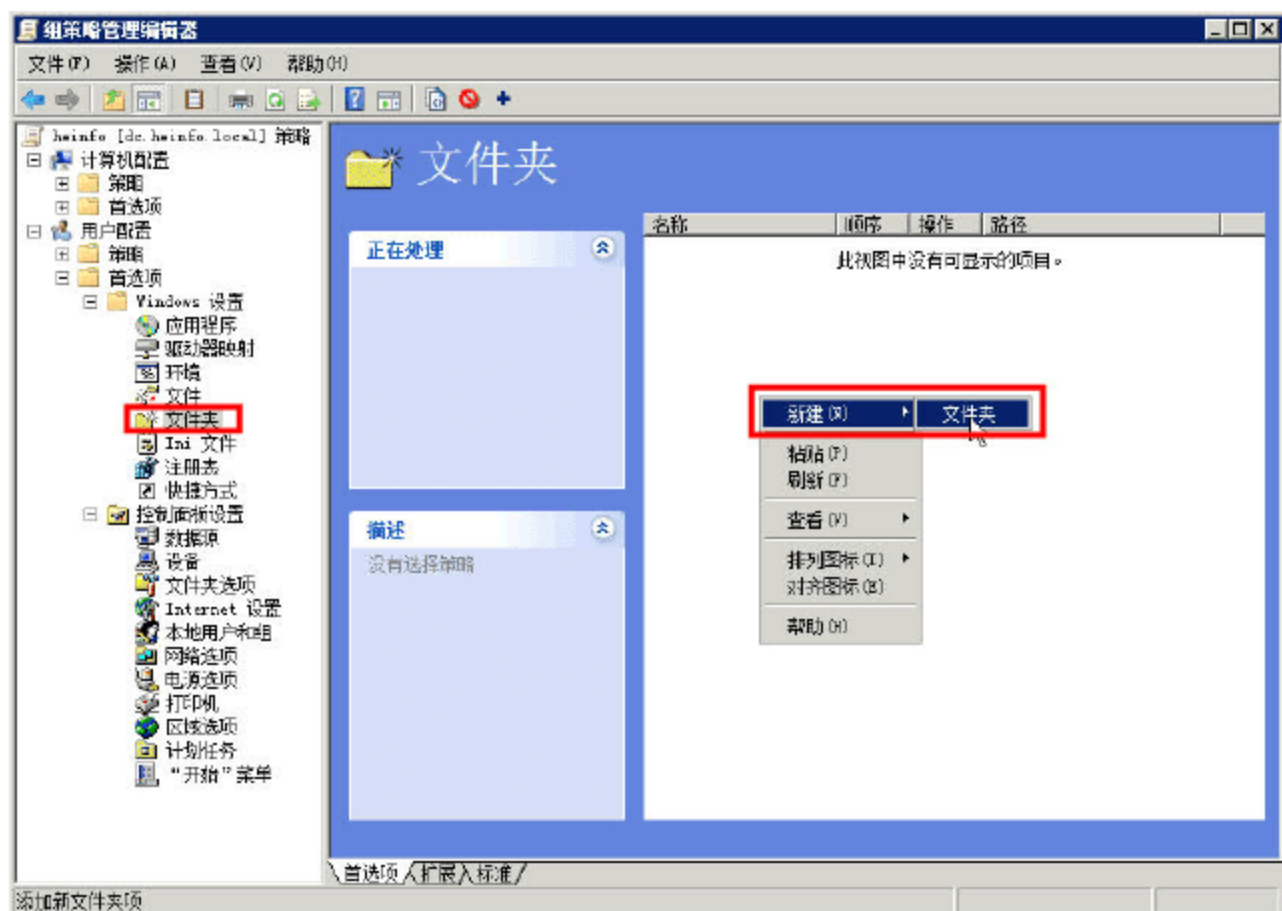 组策略管理编辑器
文件(F) 操作(A) 查看(V) 帮助(H)
heinfo [dc.heinfo.local] 策略
计算机配置
策略
首选项
用户配置
策略
首选项
Windows 设置
应用程序
驱动器映射
环境
文件
文件夹
Ini 文件
注册表
快捷方式
控制面板设置
数据源
设备
文件夹选项
Internet 设置
本地用户和组
网络选项
电源选项
打印机
区域选项
计划任务
“开始”菜单
文件夹
正在处理
描述
没有选择策略
名称 顺序 操作 路径
此视图中没有可显示的项目。
新建(N) 文件夹
粘贴(P)
刷新(F)
查看(V)
排列图标(I)
对齐图标(E)
帮助(H)
首选项 扩展 标准
添加新文件夹项